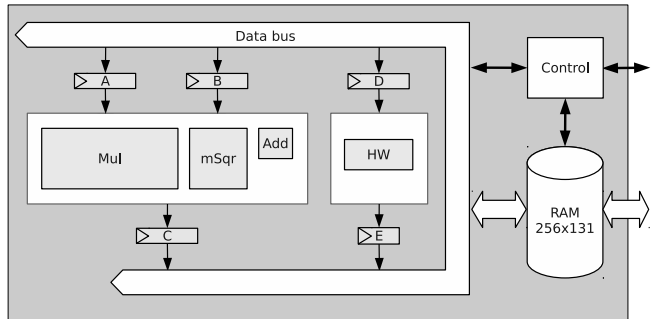 Data bus
A
B
D
Control
Mul
mSqr
Add
HW
RAM
256x131
C
E